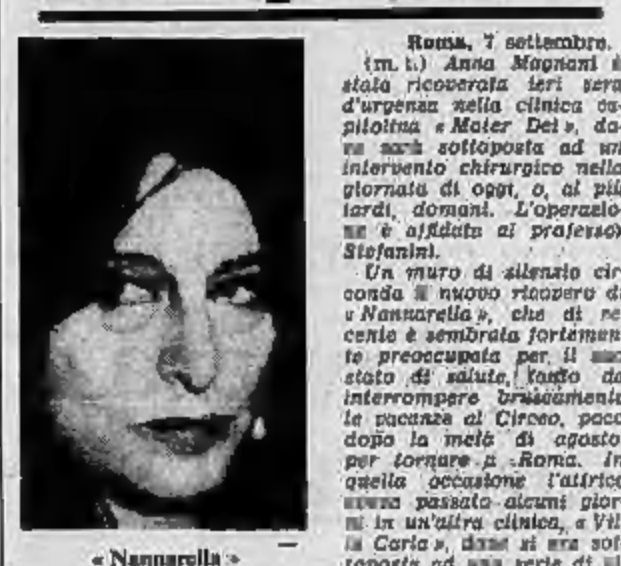 Roma, 7 settembre.
(m. t.) Anna Magnani è
stata ricoverata ieri sera
d'urgenza nella clinica ca-
pitolina « Mater Dei », do-
sarà sottoposta ad un
intervento chirurgico nella
giornata di oggi, o, al più
tardi, domani. L'operazio-
è affidata al professor
Stefanini.
Un muro di silenzio cir-
conda il nuovo ricovero di
« Nannarella », che di re-
cente è sembrata fortemen-
te preoccupata per il suo
stato di salute, tanto da
interrompere bruscamente
le vacanze al Circeo, poco
dopo la metà di agosto
per tornare a Roma. In
quella occasione l'attrice
passato alcuni gior-
ni in un'altra clinica, « Vil-
la Carla », dove si era sot-
toposta ad una serie di
« Nannarella »